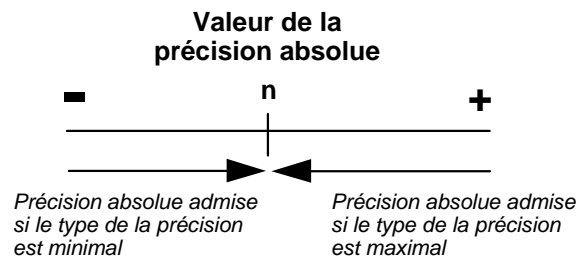 Valeur de la
précision absolue
- n +
Précision absolue admise
si le type de la précision
est minimal
Précision absolue admise
si le type de la précision
est maximal